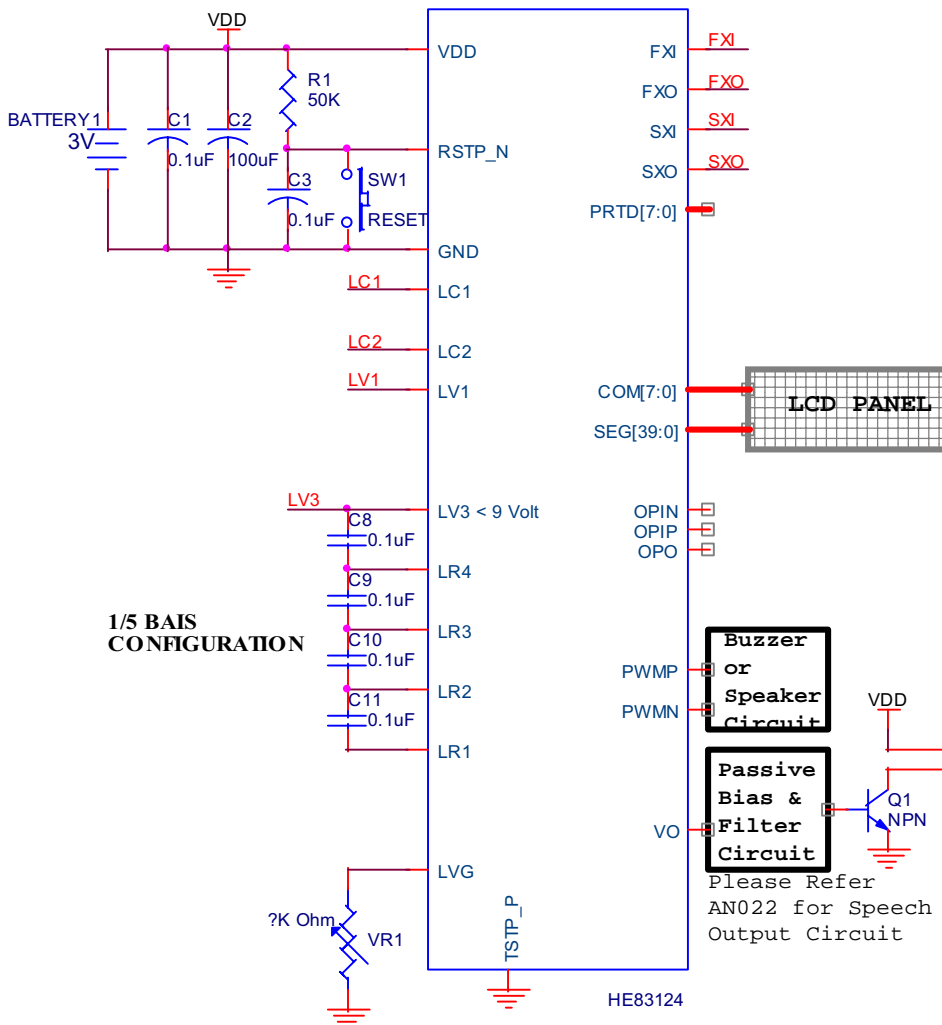 VDD
BATTERY1
3V
C1
0.1uF
C2
100uF
R1
50K
C3
0.1uF
SW1
RESET
VDD
RSTP_N
GND
LC1
LC1
LC2
LC2
LV1
LV1
LV3
LV3 < 9 Volt
C8
0.1uF
LR4
C9
0.1uF
LR3
C10
0.1uF
LR2
C11
0.1uF
LR1
1/5 BAIS
CONFIGURATION
LVG
?K Ohm
VR1
TSTP_P
HE83124
FXI
FXI
FXO
FXO
SXI
SXI
SXO
SXO
PRTD[7:0]
COM[7:0]
SEG[39:0]
LCD PANEL
OPIN
OPIP
OPO
PWMP
PWMN
Buzzer
or
Speaker
Circuit
VO
Passive
Bias &
Filter
Circuit
VDD
Q1
NPN
Please Refer
AN022 for Speech
Output Circuit